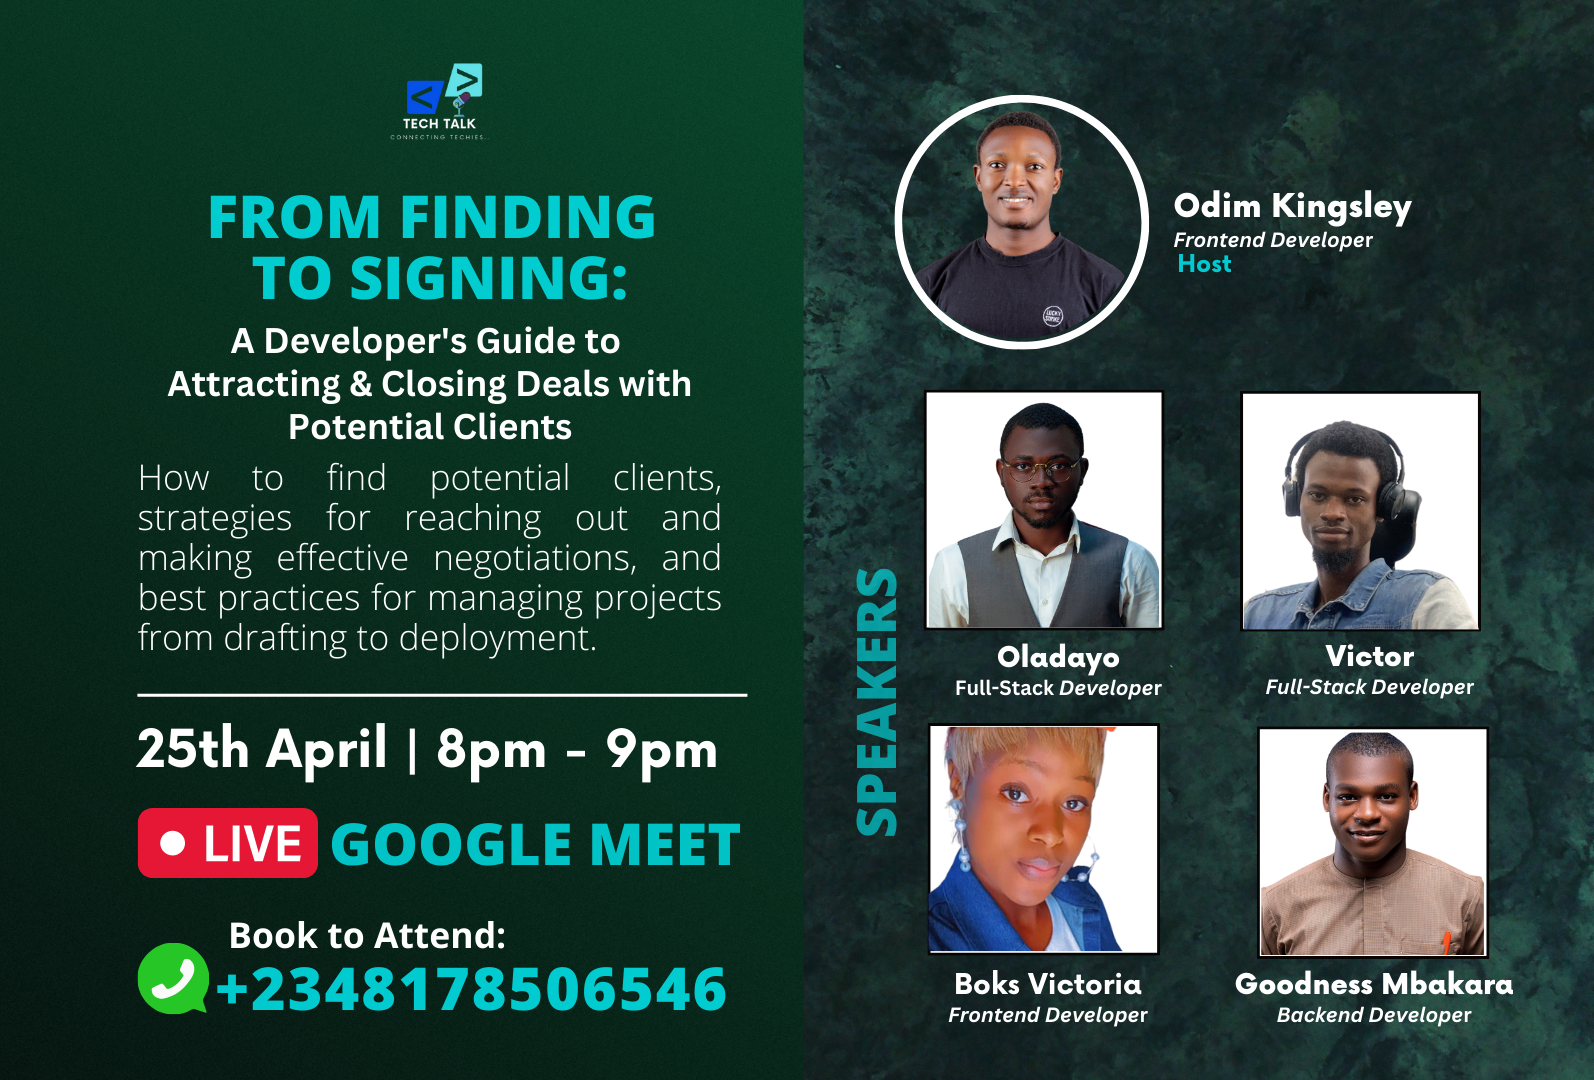 < >
TECH TALK
CONNECTING TECHIES..
FROM FINDING
TO SIGNING:
A Developer's Guide to
Attracting & Closing Deals with
Potential Clients
How to find potential clients,
strategies for reaching out and
making effective negotiations, and
best practices for managing projects
from drafting to deployment.
25th April | 8pm - 9pm
LIVE GOOGLE MEET
Book to Attend:
+2348178506546
Odim Kingsley
Frontend Developer
Host
SPEAKERS
Oladayo
Full-Stack Developer
Victor
Full-Stack Developer
Boks Victoria
Frontend Developer
Goodness Mbakara
Backend Developer